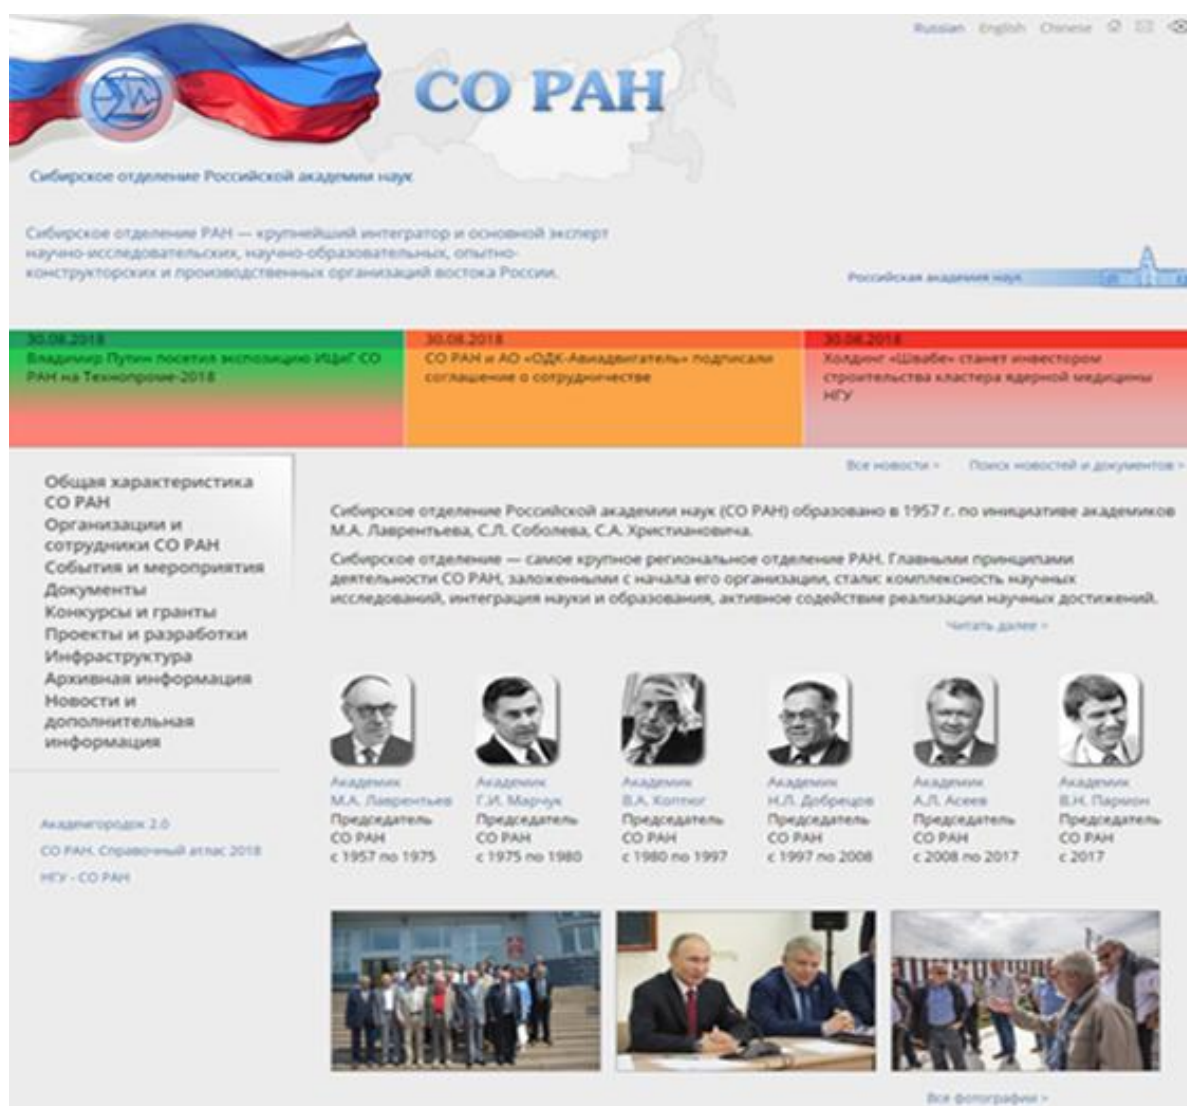 Russian English Chinese
СО РАН
Сибирское отделение Российской академии наук
Сибирское отделение РАН — крупнейший интегратор и основной эксперт
научно-исследовательских, научно-образовательных, опытно-
конструкторских и производственных организаций востока России.
Российская академия наук
30.08.2018
Владимир Путин посетил экспозицию ИЦиГ СО
РАН на Технопроме-2018
30.08.2018
СО РАН и АО «ОДК-Авиадвигатель» подписали
соглашение о сотрудничестве
30.08.2018
Холдинг «Швабе» станет инвестором
строительства кластера ядерной медицины
НГУ
Все новости » Поиск новостей и документов »
Общая характеристика
СО РАН
Организации и
сотрудники СО РАН
События и мероприятия
Документы
Конкурсы и гранты
Проекты и разработки
Инфраструктура
Архивная информация
Новости и
дополнительная
информация
Академгородок 2.0
СО РАН. Справочный атлас 2018
НГУ - СО РАН
Сибирское отделение Российской академии наук (СО РАН) образовано в 1957 г. по инициативе академиков
М.А. Лаврентьева, С.Л. Соболева, С.А. Христиановича.
Сибирское отделение — самое крупное региональное отделение РАН. Главными принципами
деятельности СО РАН, заложенными с начала его организации, стали: комплексность научных
исследований, интеграция науки и образования, активное содействие реализации научных достижений.
Читать далее »
Академик
М.А. Лаврентьев
Председатель
СО РАН
с 1957 по 1975
Академик
Г.И. Марчук
Председатель
СО РАН
с 1975 по 1980
Академик
В.А. Коптюг
Председатель
СО РАН
с 1980 по 1997
Академик
Н.Л. Добрецов
Председатель
СО РАН
с 1997 по 2008
Академик
А.Л. Асеев
Председатель
СО РАН
с 2008 по 2017
Академик
В.Н. Пармон
Председатель
СО РАН
с 2017
Все фотографии »